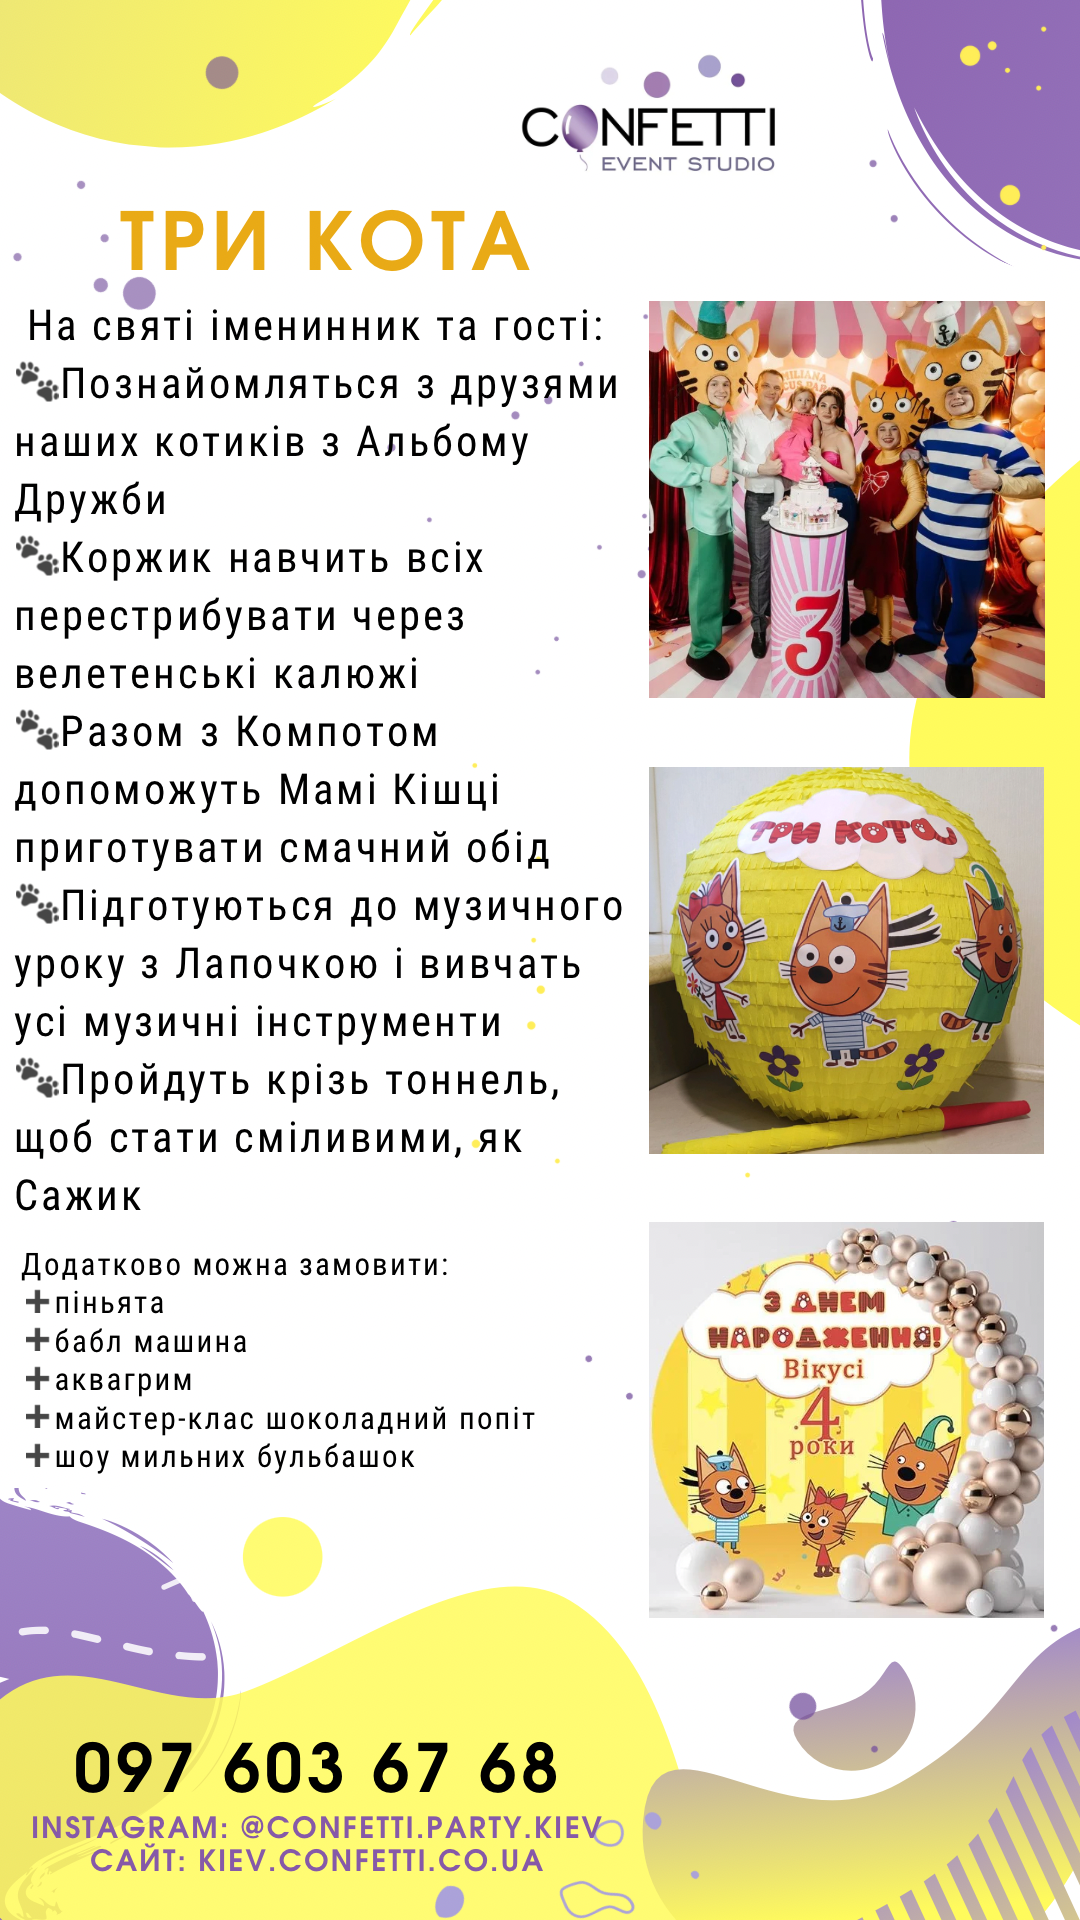 CONFETTI
EVENT STUDIO
ТРИ КОТА
На святі іменинник та гості:
🐾Познайомляться з друзями
наших котиків з Альбому
Дружби
🐾Коржик навчить всіх
перестрибувати через
велетенські калюжі
🐾Разом з Компотом
допоможуть Мамі Кішці
приготувати смачний обід
🐾Підготуються до музичного
уроку з Лапочкою і вивчать
усі музичні інструменти
🐾Пройдуть крізь тоннель,
щоб стати сміливими, як
Сажик
Додатково можна замовити:
➕піньята
➕бабл машина
➕аквагрим
➕майстер-клас шоколадний попіт
➕шоу мильних бульбашок
3
ТРИ КОТА
З ДНЕМ
НАРОДЖЕННЯ!
Вікусі
4
роки
097 603 67 68
INSTAGRAM: @CONFETTI.PARTY.KIEV
САЙТ: KIEV.CONFETTI.CO.UA